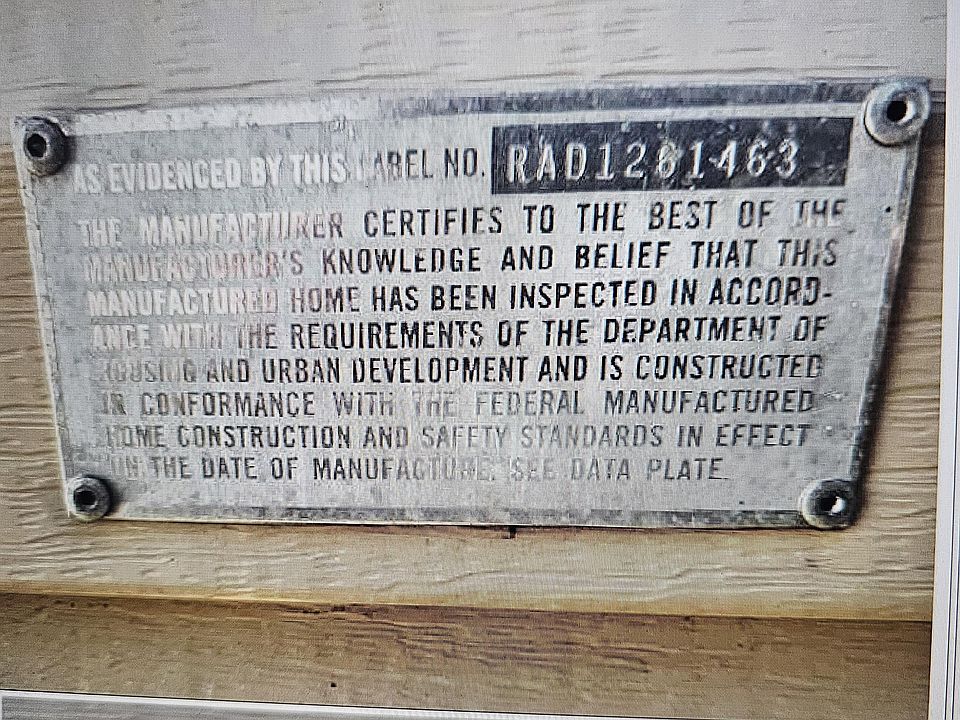 AS EVIDENCED BY THIS LABEL NO. RAD1281463
THE MANUFACTURER CERTIFIES TO THE BEST OF THE
MANUFACTURER'S KNOWLEDGE AND BELIEF THAT THIS
MANUFACTURED HOME HAS BEEN INSPECTED IN ACCORD-
ANCE WITH THE REQUIREMENTS OF THE DEPARTMENT OF
HOUSING AND URBAN DEVELOPMENT AND IS CONSTRUCTED
IN CONFORMANCE WITH THE FEDERAL MANUFACTURED
HOME CONSTRUCTION AND SAFETY STANDARDS IN EFFECT
ON THE DATE OF MANUFACTURE. SEE DATA PLATE.